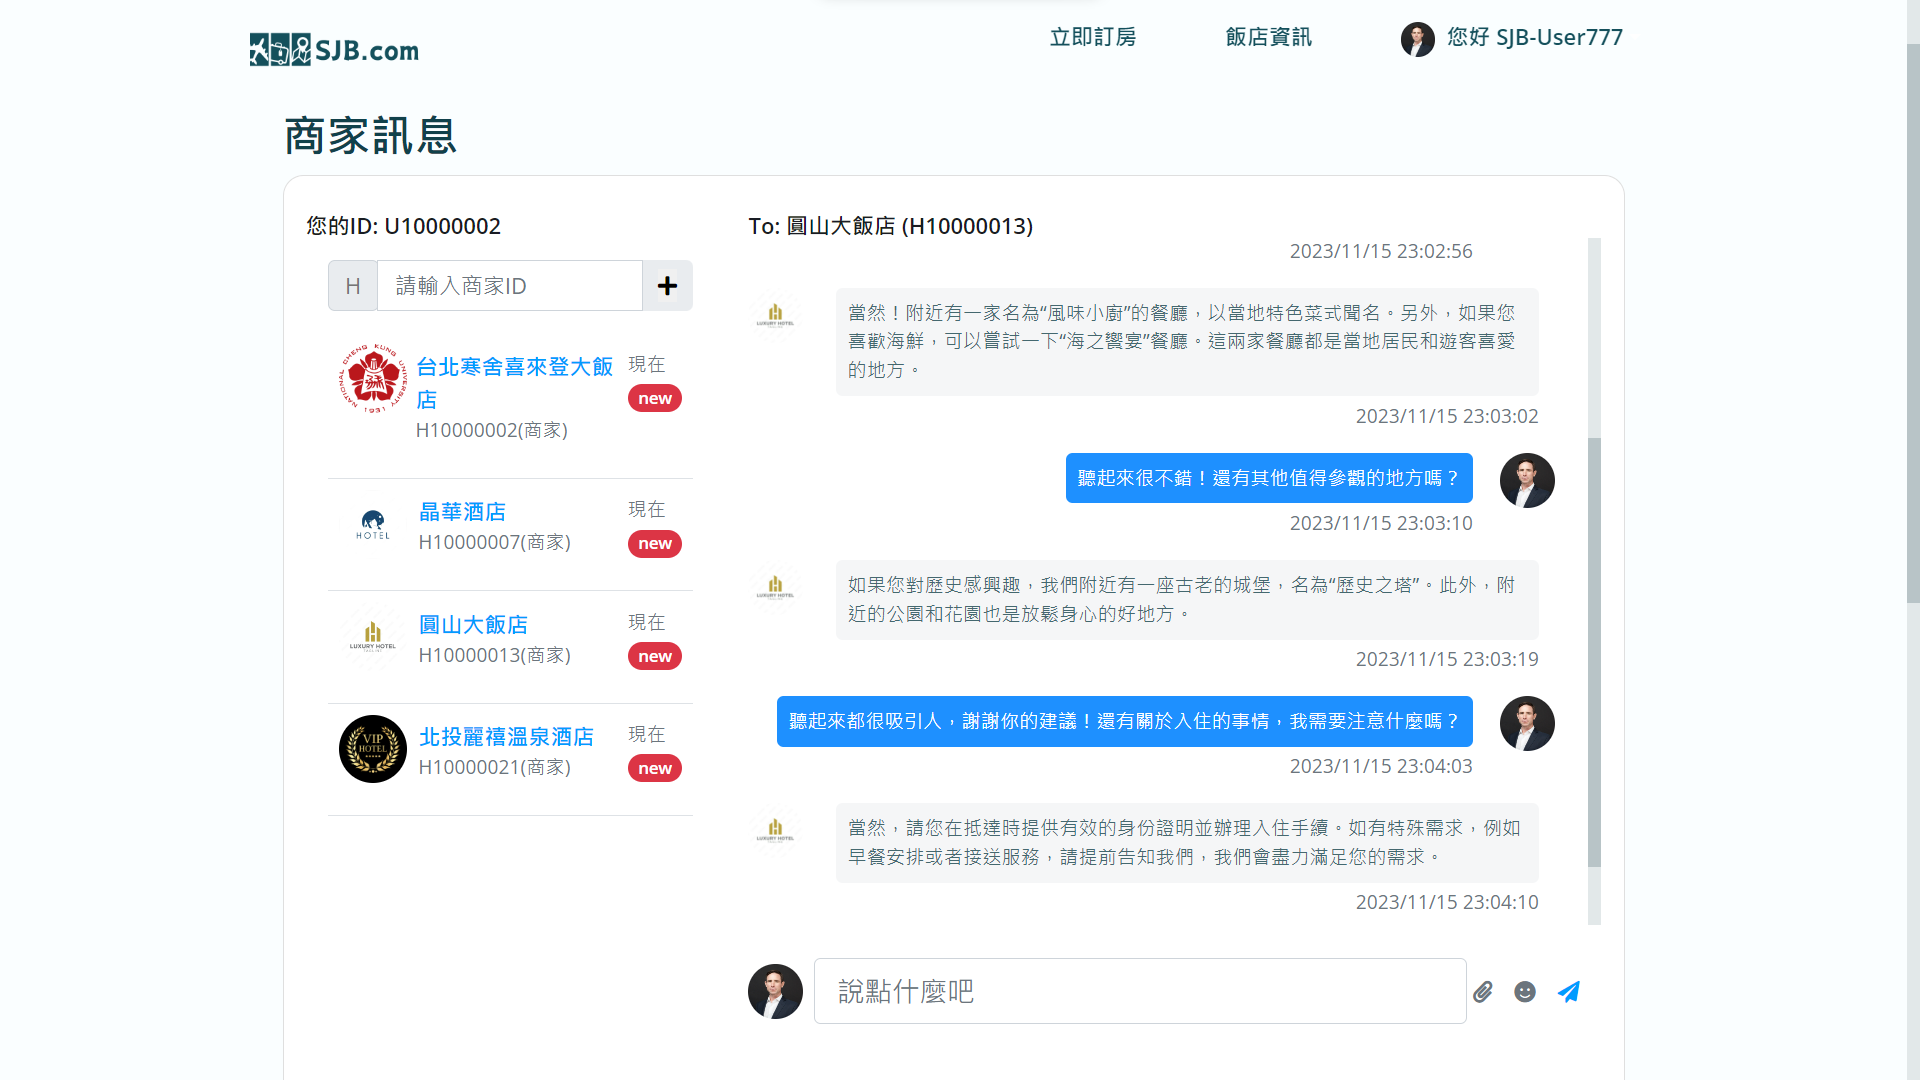 SJB.com
立即訂房
飯店資訊
您好 SJB-User777
商家訊息
您的ID: U10000002
H
請輸入商家ID
NATIONAL CHENG KUNG UNIVERSITY 1931
台北寒舍喜來登大飯
店
現在
new
H10000002(商家)
HOTEL
晶華酒店
現在
new
H10000007(商家)
LUXURY HOTEL
圓山大飯店
現在
new
H10000013(商家)
VIP
HOTEL
北投麗禧溫泉酒店
現在
new
H10000021(商家)
To: 圓山大飯店 (H10000013)
2023/11/15 23:02:56
LUXURY HOTEL
當然！附近有一家名為“風味小廚”的餐廳，以當地特色菜式聞名。另外，如果您
喜歡海鮮，可以嘗試一下“海之饗宴”餐廳。這兩家餐廳都是當地居民和遊客喜愛
的地方。
2023/11/15 23:03:02
聽起來很不錯！還有其他值得參觀的地方嗎？
2023/11/15 23:03:10
LUXURY HOTEL
如果您對歷史感興趣，我們附近有一座古老的城堡，名為“歷史之塔”。此外，附
近的公園和花園也是放鬆身心的好地方。
2023/11/15 23:03:19
聽起來都很吸引人，謝謝你的建議！還有關於入住的事情，我需要注意什麼嗎？
2023/11/15 23:04:03
LUXURY HOTEL
當然，請您在抵達時提供有效的身份證明並辦理入住手續。如有特殊需求，例如
早餐安排或者接送服務，請提前告知我們，我們會盡力滿足您的需求。
2023/11/15 23:04:10
說點什麼吧